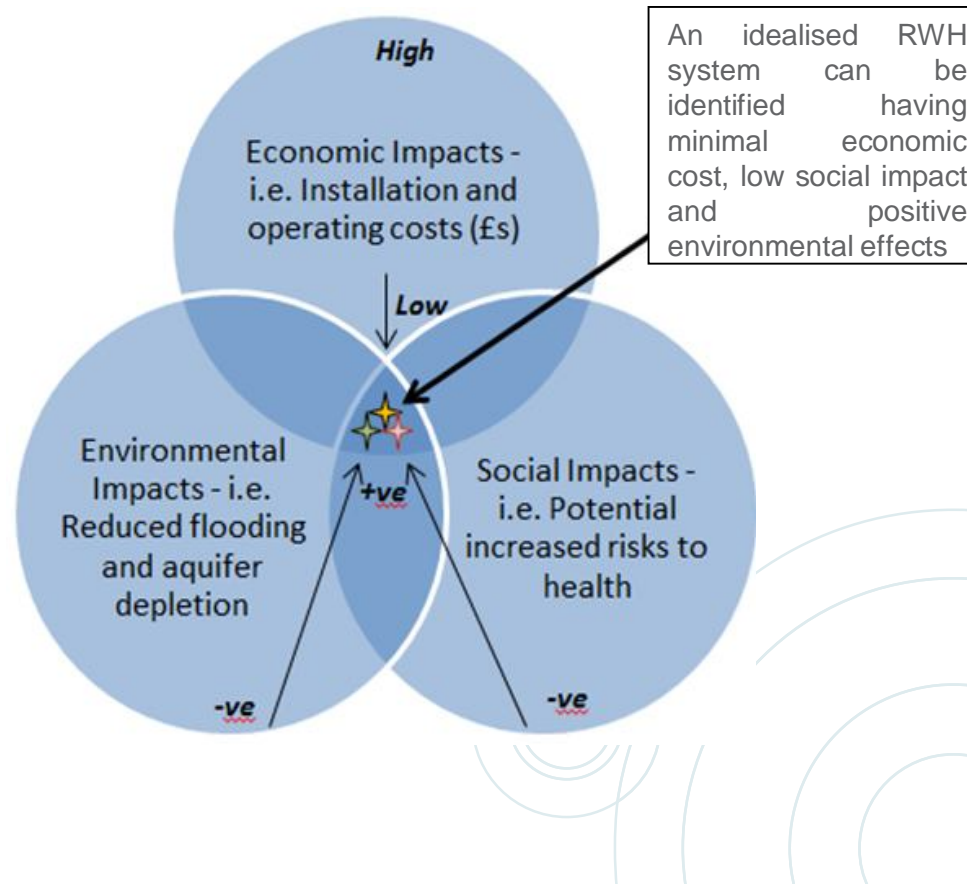 High
Economic Impacts -
i.e. Installation and
operating costs (£s)
Low
An idealised RWH
system can be
identified having
minimal economic
cost, low social impact
and positive
environmental effects
Environmental
Impacts - i.e.
Reduced flooding
and aquifer
depletion
-ve
+ve
Social Impacts -
i.e. Potential
increased risks to
health
-ve